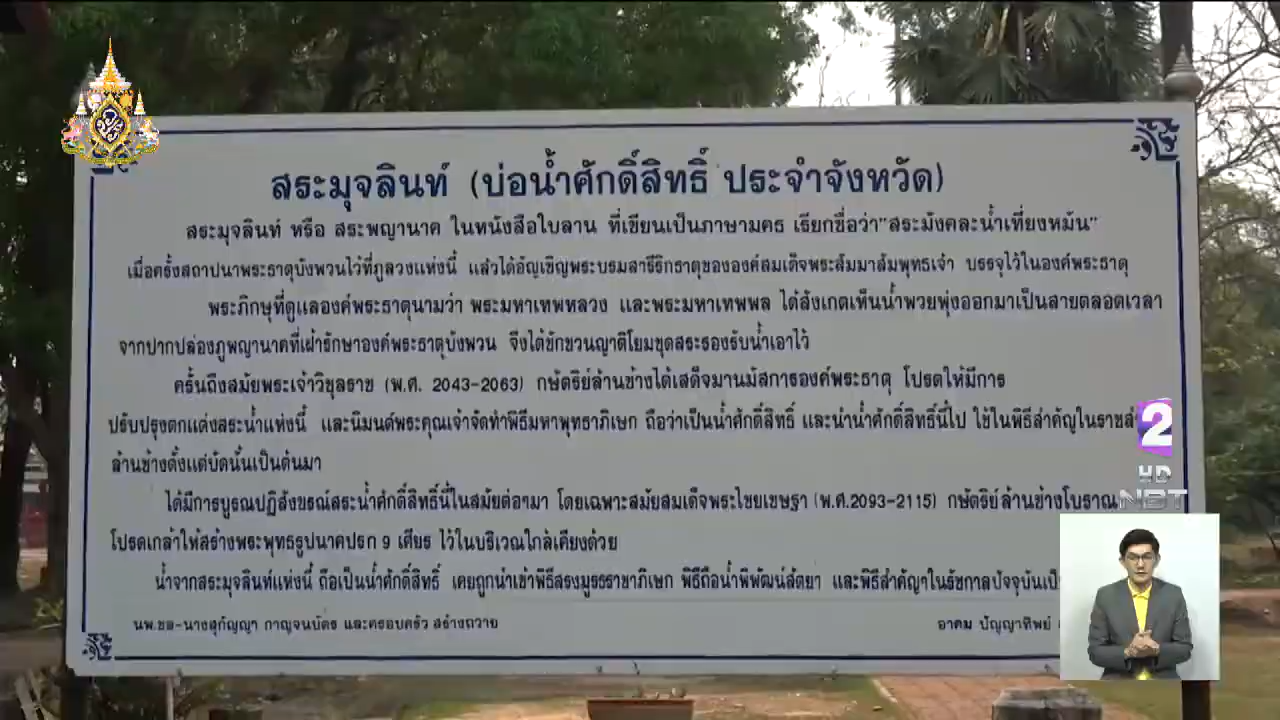 สระมุจลินท์ (บ่อน้ำศักดิ์สิทธิ์ ประจำจังหวัด)
สระมุจลินท์ หรือ สระพญานาค ในหนังสือใบลาน ที่เขียนเป็นภาษามคธ เรียกชื่อว่า"สระมังคละน้ำเที่ยงหมั้น"
เมื่อครั้งสถาปนาพระธาตุบังพวนไว้ที่ภูลวงแห่งนี้ แล้วได้อัญเชิญพระบรมสารีริกธาตุขององค์สมเด็จพระสัมมาสัมพุทธเจ้า บรรจุไว้ในองค์พระธาตุ
พระภิกษุที่ดูแลองค์พระธาตุนามว่า พระมหาเทพหลวง และพระมหาเทพพล ได้สังเกตเห็นน้ำพวยพุ่งออกมาเป็นสายตลอดเวลา
จากปากปล่องภูพญานาคที่เฝ้ารักษาองค์พระธาตุบังพวน จึงได้ชักชวนญาติโยมขุดสระรองรับน้ำเอาไว้
ครั้นถึงสมัยพระเจ้าวิชุลราช (พ.ศ. 2043-2063) กษัตริย์ล้านช้างได้เสด็จมานมัสการองค์พระธาตุ โปรดให้มีการ
ปรับปรุงตกแต่งสระน้ำแห่งนี้ และนิมนต์พระคุณเจ้าจัดทำพิธีมหาพุทธาภิเษก ถือว่าเป็นน้ำศักดิ์สิทธิ์ และนำน้ำศักดิ์สิทธิ์นี้ไป ใช้ในพิธีสำคัญใน
ล้านช้างตั้งแต่บัดนั้นเป็นต้นมา
ได้มีการบูรณปฏิสังขรณ์สระน้ำศักดิ์สิทธิ์นี้ในสมัยต่อๆมา โดยเฉพาะสมัยสมเด็จพระไชยเชษฐา (พ.ศ.2093-2115) กษัตริย์ล้านช้างโบราณ
โปรดเกล้าให้สร้างพระพุทธรูปนาคปรก 9 เศียร ไว้ในบริเวณใกล้เคียงด้วย
น้ำจากสระมุจลินท์แห่งนี้ ถือเป็นน้ำศักดิ์สิทธิ์ เคยถูกนำเข้าพิธีสรงมูรธาราชาภิเษก พิธีถือน้ำพิพัฒน์สัตยา และพิธีสำคัญๆในรัชกาลปัจจุบัน
นพ.ชล-นางสุกัญญา กาญจนบัตร และครอบครัว สร้างถวาย
อาคม ปัญญาทิพย์
2
HD
NBT